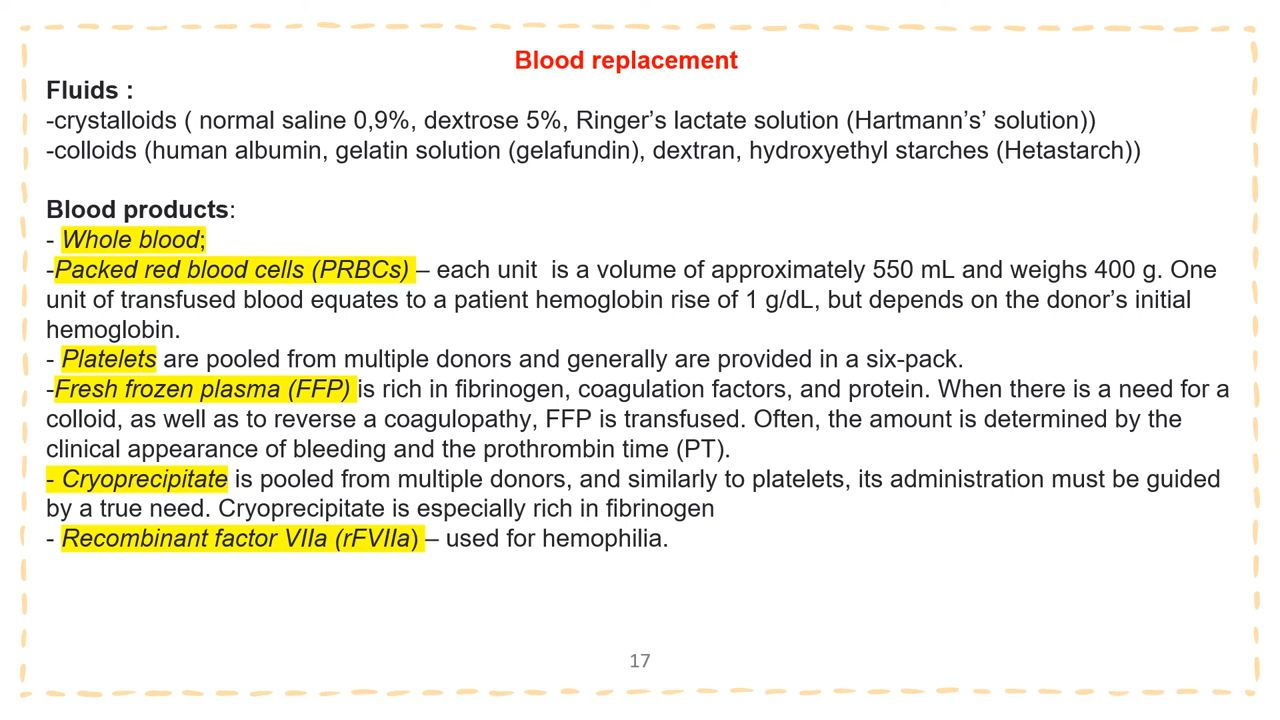 Blood replacement
Fluids :
-crystalloids ( normal saline 0,9%, dextrose 5%, Ringer’s lactate solution (Hartmann’s’ solution))
-colloids (human albumin, gelatin solution (gelafundin), dextran, hydroxyethyl starches (Hetastarch))
Blood products:
- Whole blood;
-Packed red blood cells (PRBCs) – each unit  is a volume of approximately 550 mL and weighs 400 g. One
unit of transfused blood equates to a patient hemoglobin rise of 1 g/dL, but depends on the donor’s initial
hemoglobin.
- Platelets are pooled from multiple donors and generally are provided in a six-pack.
-Fresh frozen plasma (FFP) is rich in fibrinogen, coagulation factors, and protein. When there is a need for a
colloid, as well as to reverse a coagulopathy, FFP is transfused. Often, the amount is determined by the
clinical appearance of bleeding and the prothrombin time (PT).
- Cryoprecipitate is pooled from multiple donors, and similarly to platelets, its administration must be guided
by a true need. Cryoprecipitate is especially rich in fibrinogen
- Recombinant factor VIIa (rFVIIa) – used for hemophilia.
17